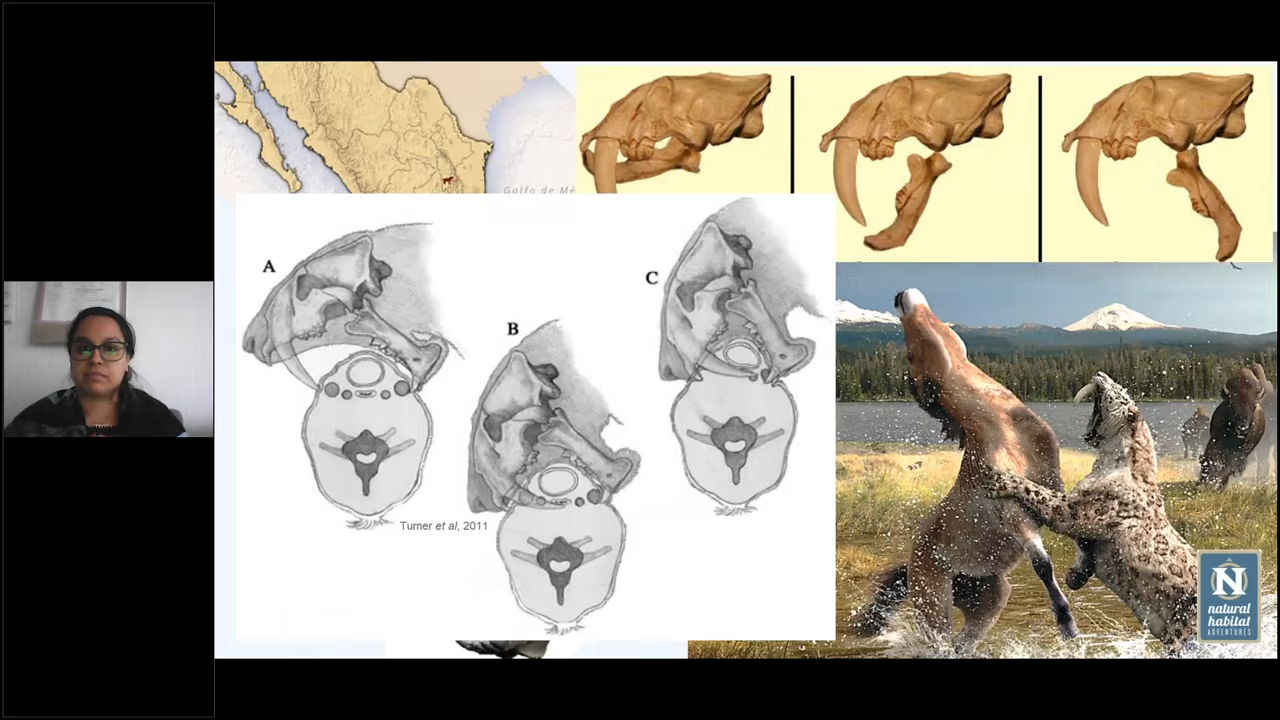 Golfo de Mé
A
B
C
Turner et al, 2011
N
natural
habitat
ADVENTURES